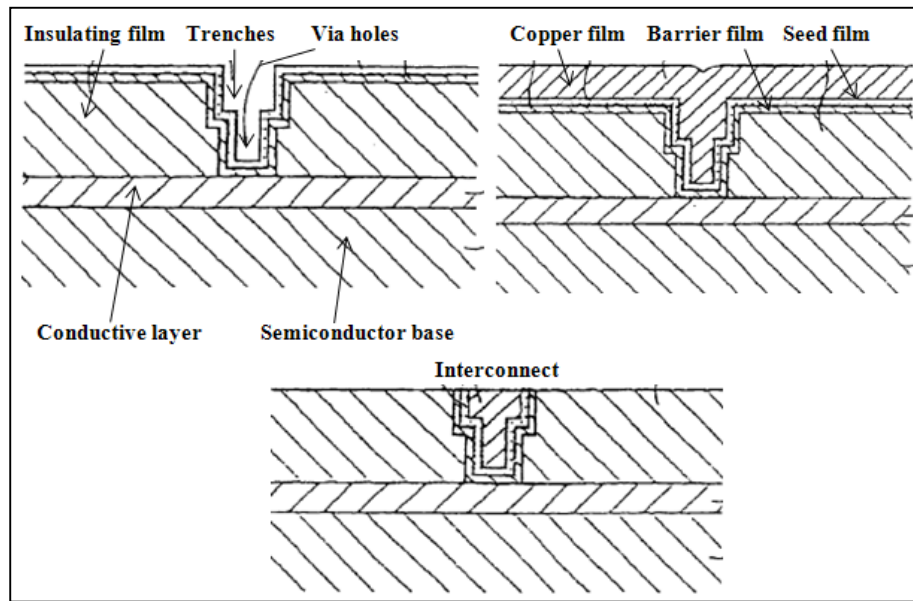 Insulating film Trenches Via holes
Copper film Barrier film Seed film
Conductive layer Semiconductor base
Interconnect